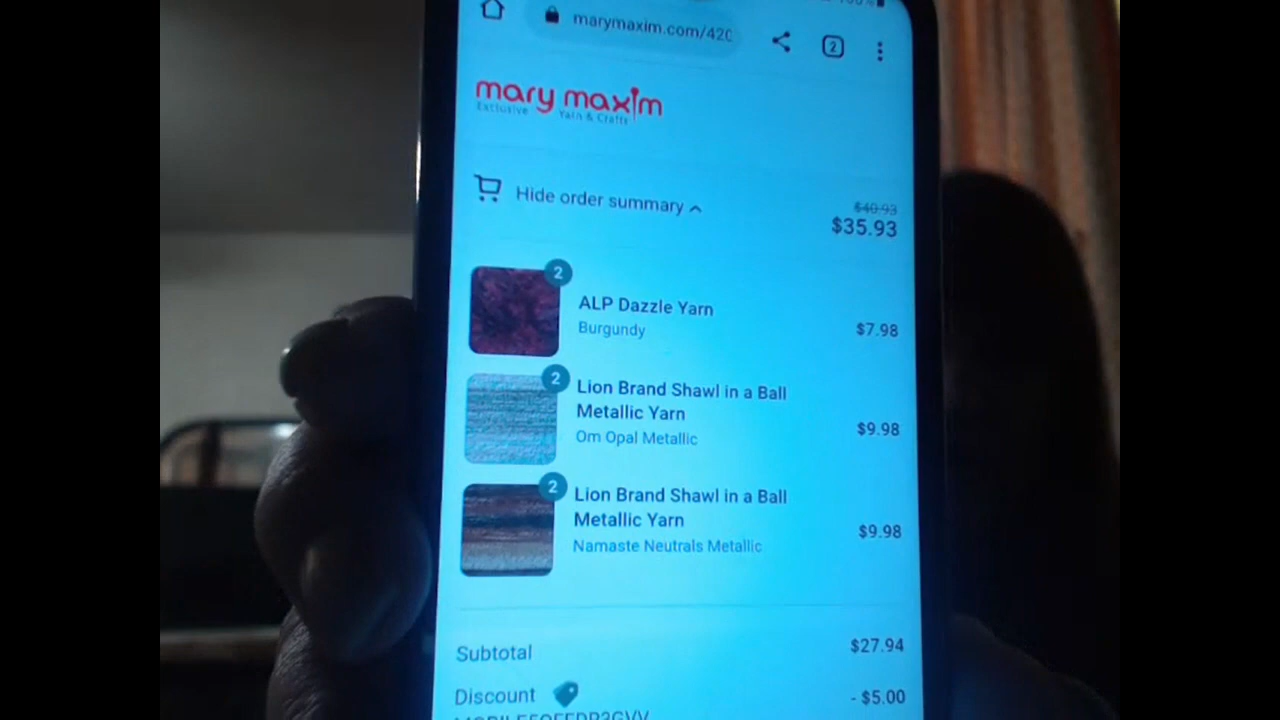 marymaxim.com/420
2
mary maxim
Exclusive Yarn & Crafts
Hide order summary
$40.93
$35.93
2
ALP Dazzle Yarn
Burgundy
$7.98
2
Lion Brand Shawl in a Ball
Metallic Yarn
Om Opal Metallic
$9.98
2
Lion Brand Shawl in a Ball
Metallic Yarn
Namaste Neutrals Metallic
$9.98
Subtotal
$27.94
Discount
- $5.00